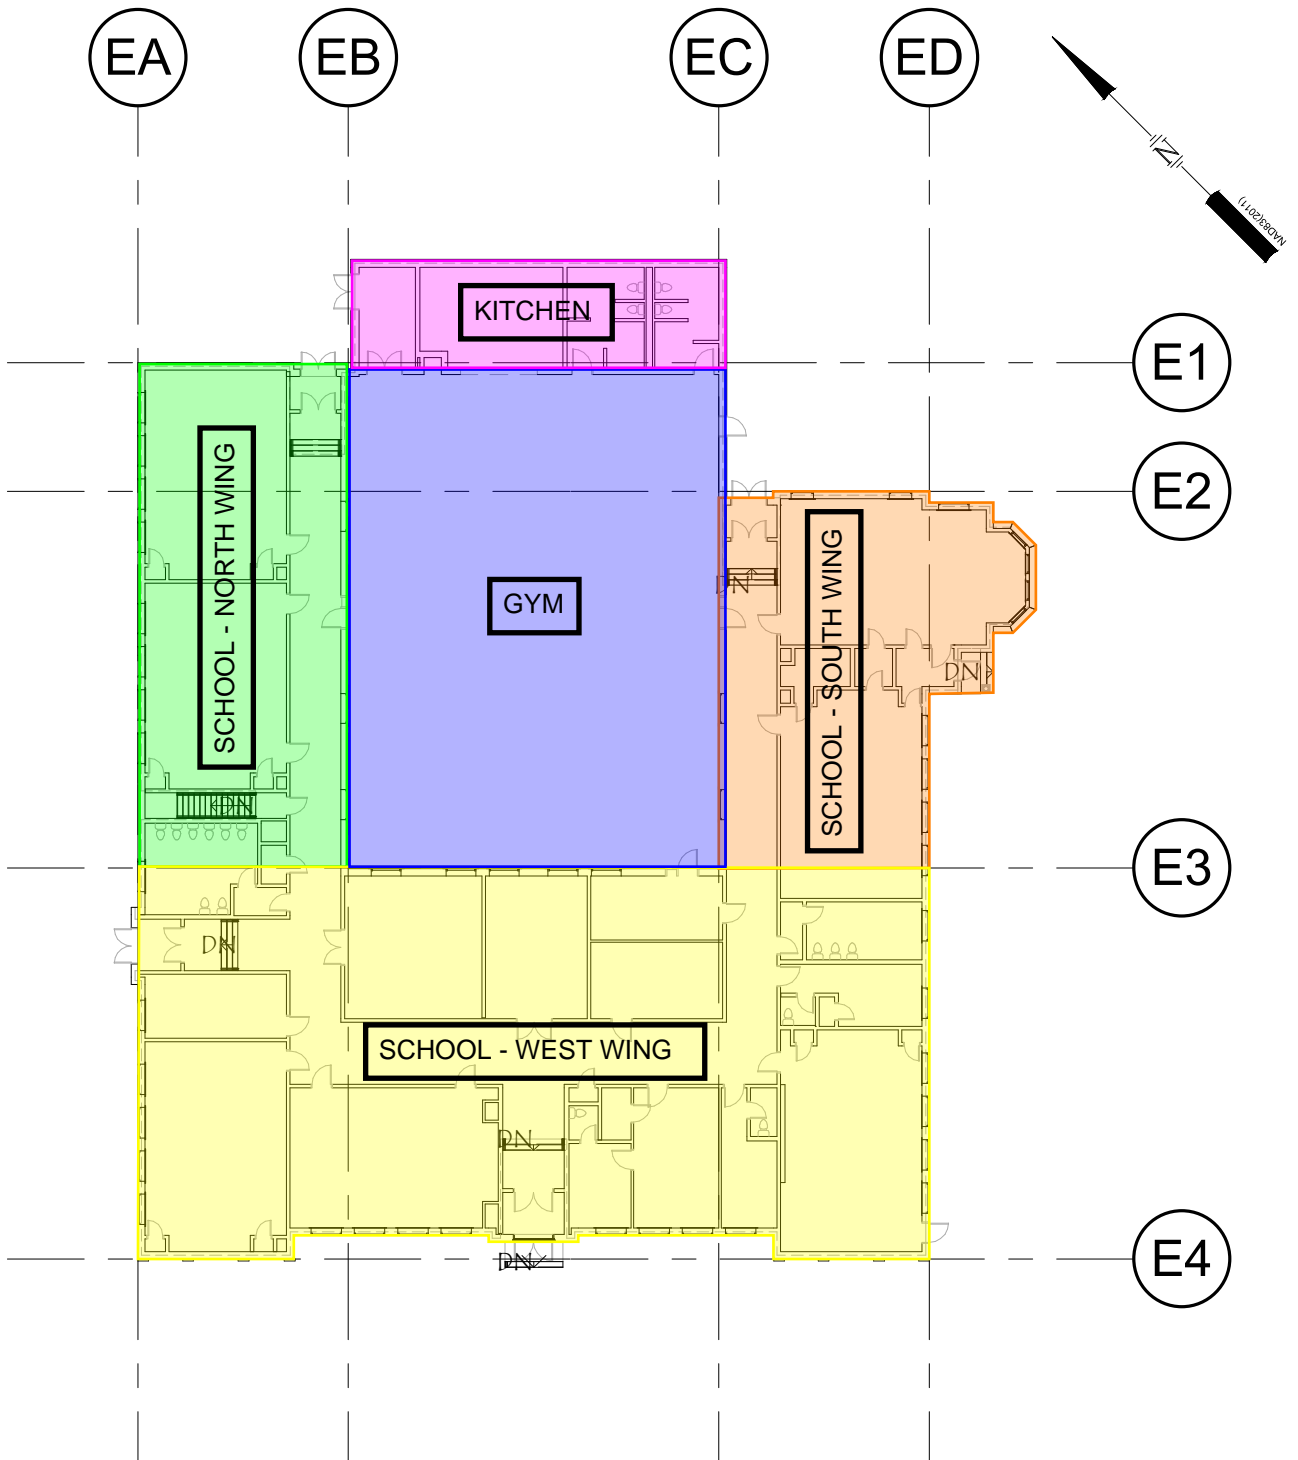 EA
EB
EC
ED
N
NAD83(2011)
KITCHEN
E1
E2
SCHOOL - NORTH WING
GYM
DN
SCHOOL - SOUTH WING
DN
DN
E3
DN
SCHOOL - WEST WING
DN
DN
E4